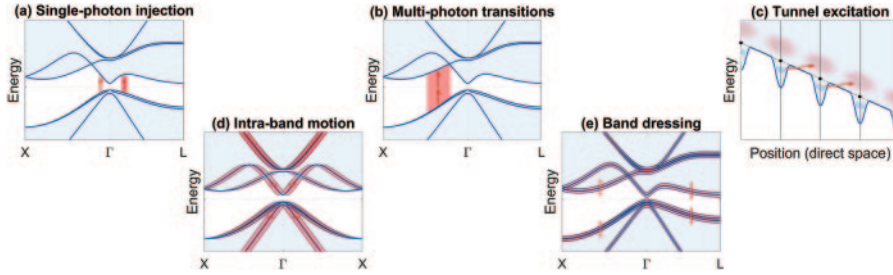 (a) Single-photon injection
Energy
X Γ L
(b) Multi-photon transitions
Energy
X Γ L
(c) Tunnel excitation
Energy
Position (direct space)
(d) Intra-band motion
Energy
X Γ X
(e) Band dressing
Energy
X Γ L